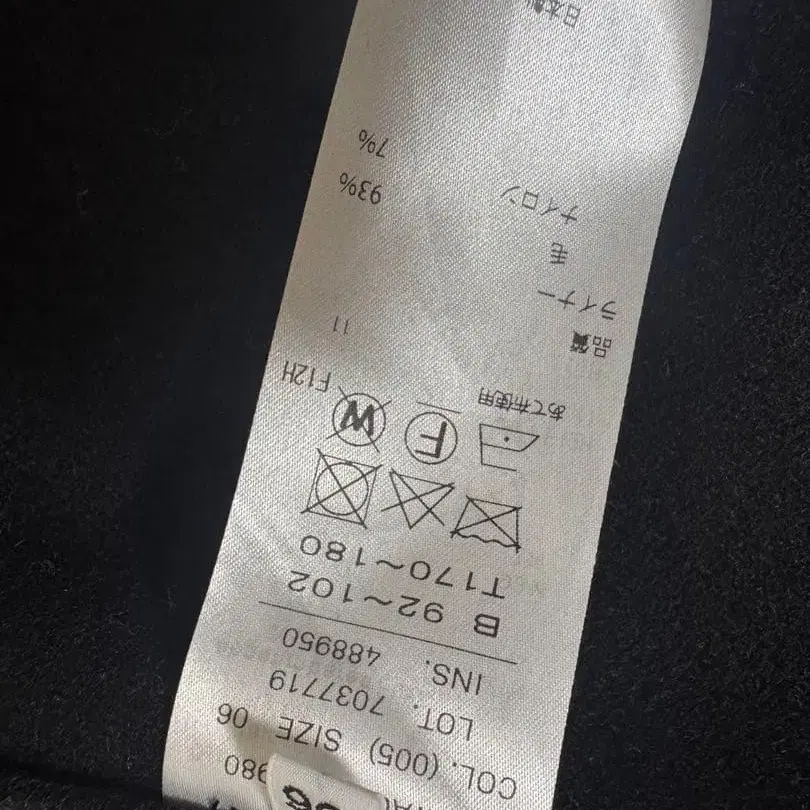 980
COL. (005) SIZE 06
LOT. 7037719
INS. 488950
B 92~102
T170~180
F W
あて布使用 F12H
品質 11
ライナー
毛 93%
ナイロン 7%
日本製